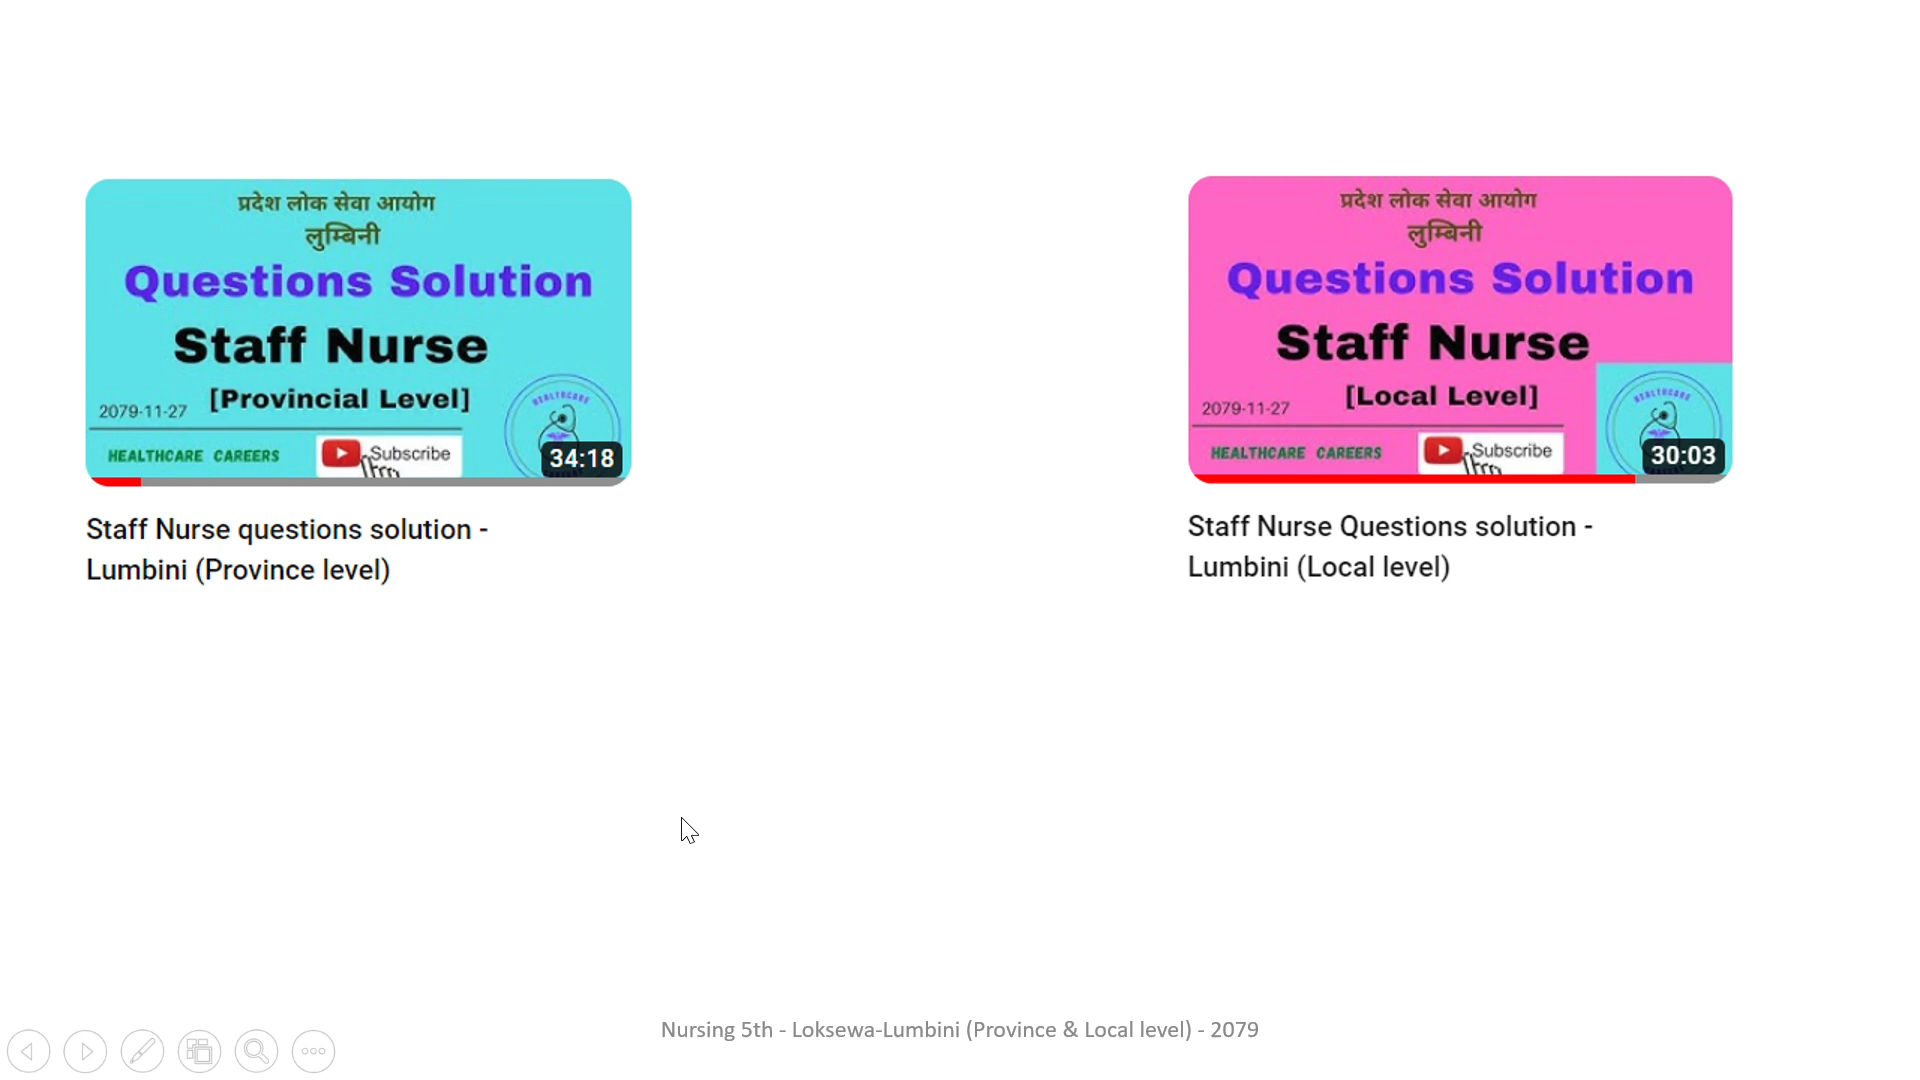 प्रदेश लोक सेवा आयोग
लुम्बिनी
Questions Solution
Staff Nurse
[Provincial Level]
2079-11-27
HEALTHCARE CAREERS
Subscribe
HEALTHCARE
34:18
Staff Nurse questions solution -
Lumbini (Province level)
प्रदेश लोक सेवा आयोग
लुम्बिनी
Questions Solution
Staff Nurse
[Local Level]
2079-11-27
HEALTHCARE CAREERS
Subscribe
HEALTHCARE
30:03
Staff Nurse Questions solution -
Lumbini (Local level)
Nursing 5th - Loksewa-Lumbini (Province & Local level) - 2079